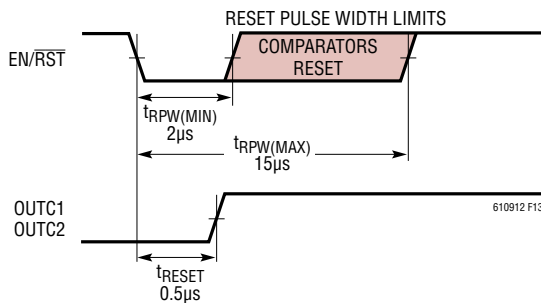 RESET PULSE WIDTH LIMITS
EN/RST
COMPARATORS
RESET
tRPW(MIN)
2µs
tRPW(MAX)
15µs
OUTC1
OUTC2
610912 F13
tRESET
0.5µs